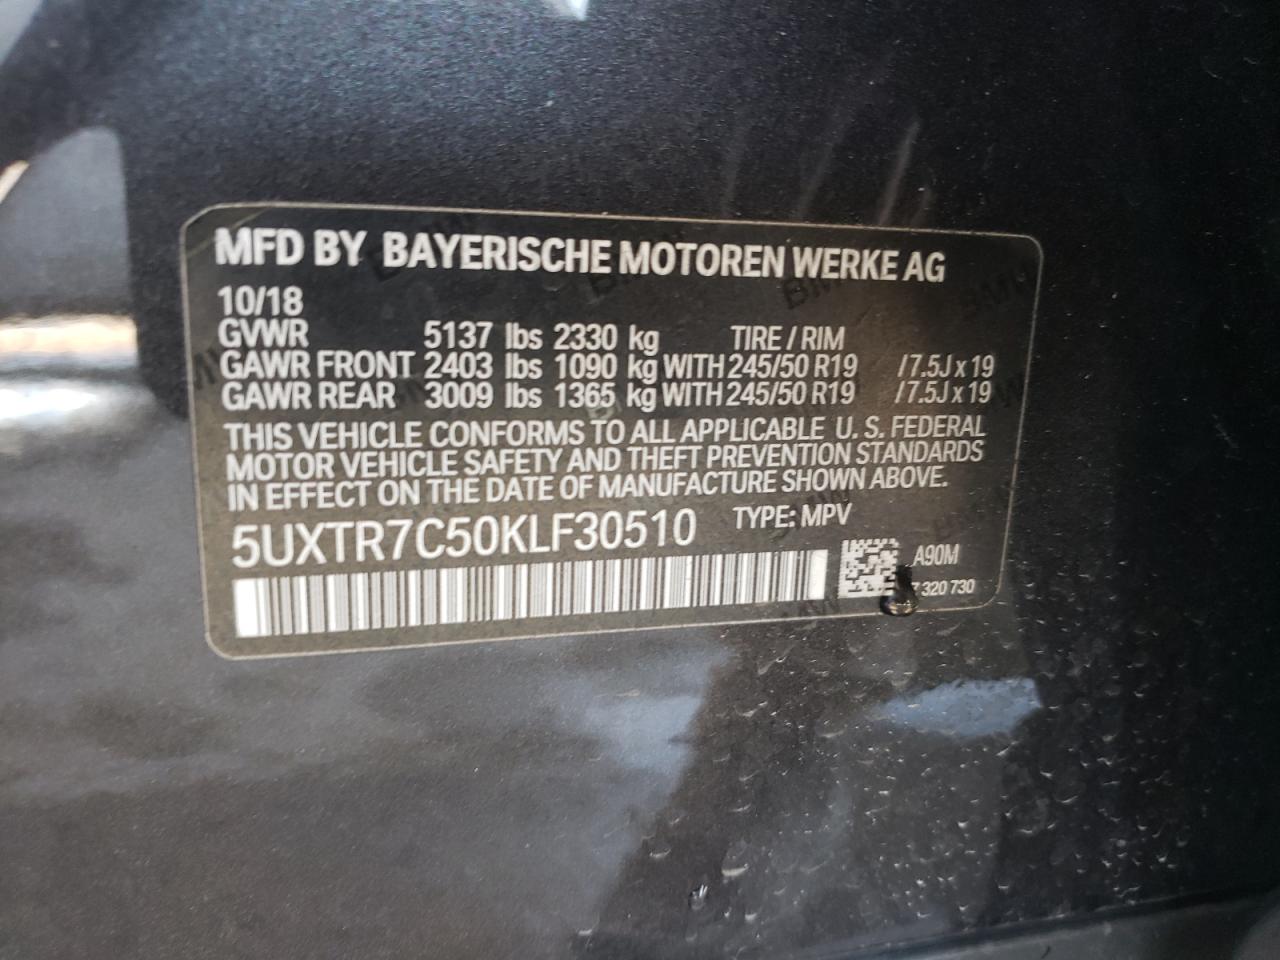 MFD BY BAYERISCHE MOTOREN WERKE AG
10/18
GVWR 5137 lbs 2330 kg TIRE / RIM
GAWR FRONT 2403 lbs 1090 kg WITH 245/50 R19 / 7.5J x 19
GAWR REAR 3009 lbs 1365 kg WITH 245/50 R19 / 7.5J x 19
THIS VEHICLE CONFORMS TO ALL APPLICABLE U. S. FEDERAL
MOTOR VEHICLE SAFETY AND THEFT PREVENTION STANDARDS
IN EFFECT ON THE DATE OF MANUFACTURE SHOWN ABOVE.
5UXTR7C50KLF30510 TYPE: MPV
A90M
7 320 730